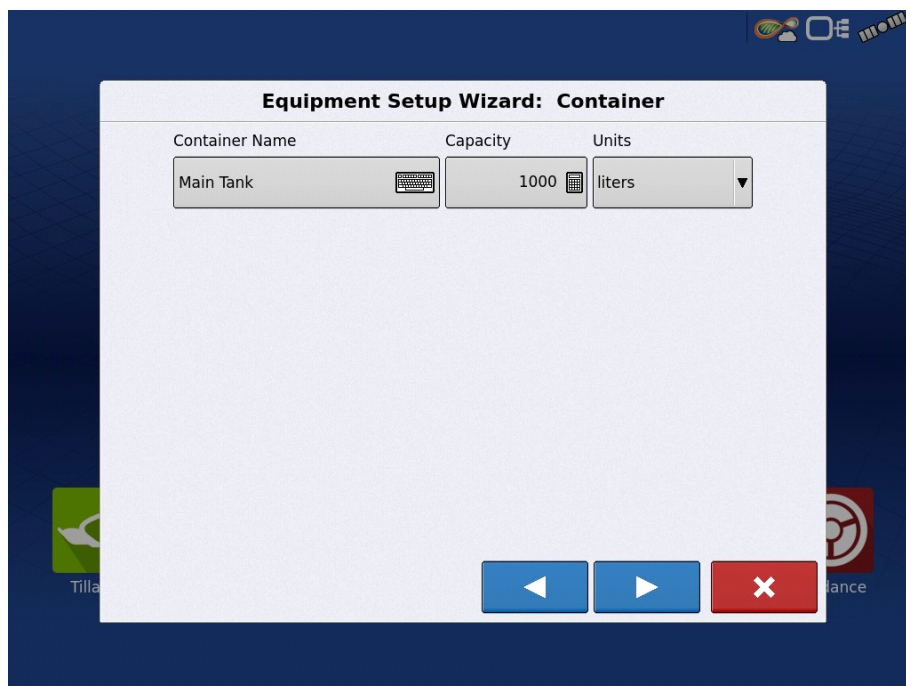 Equipment Setup Wizard: Container
Container Name Capacity Units
Main Tank 1000 liters
Tilla
dance